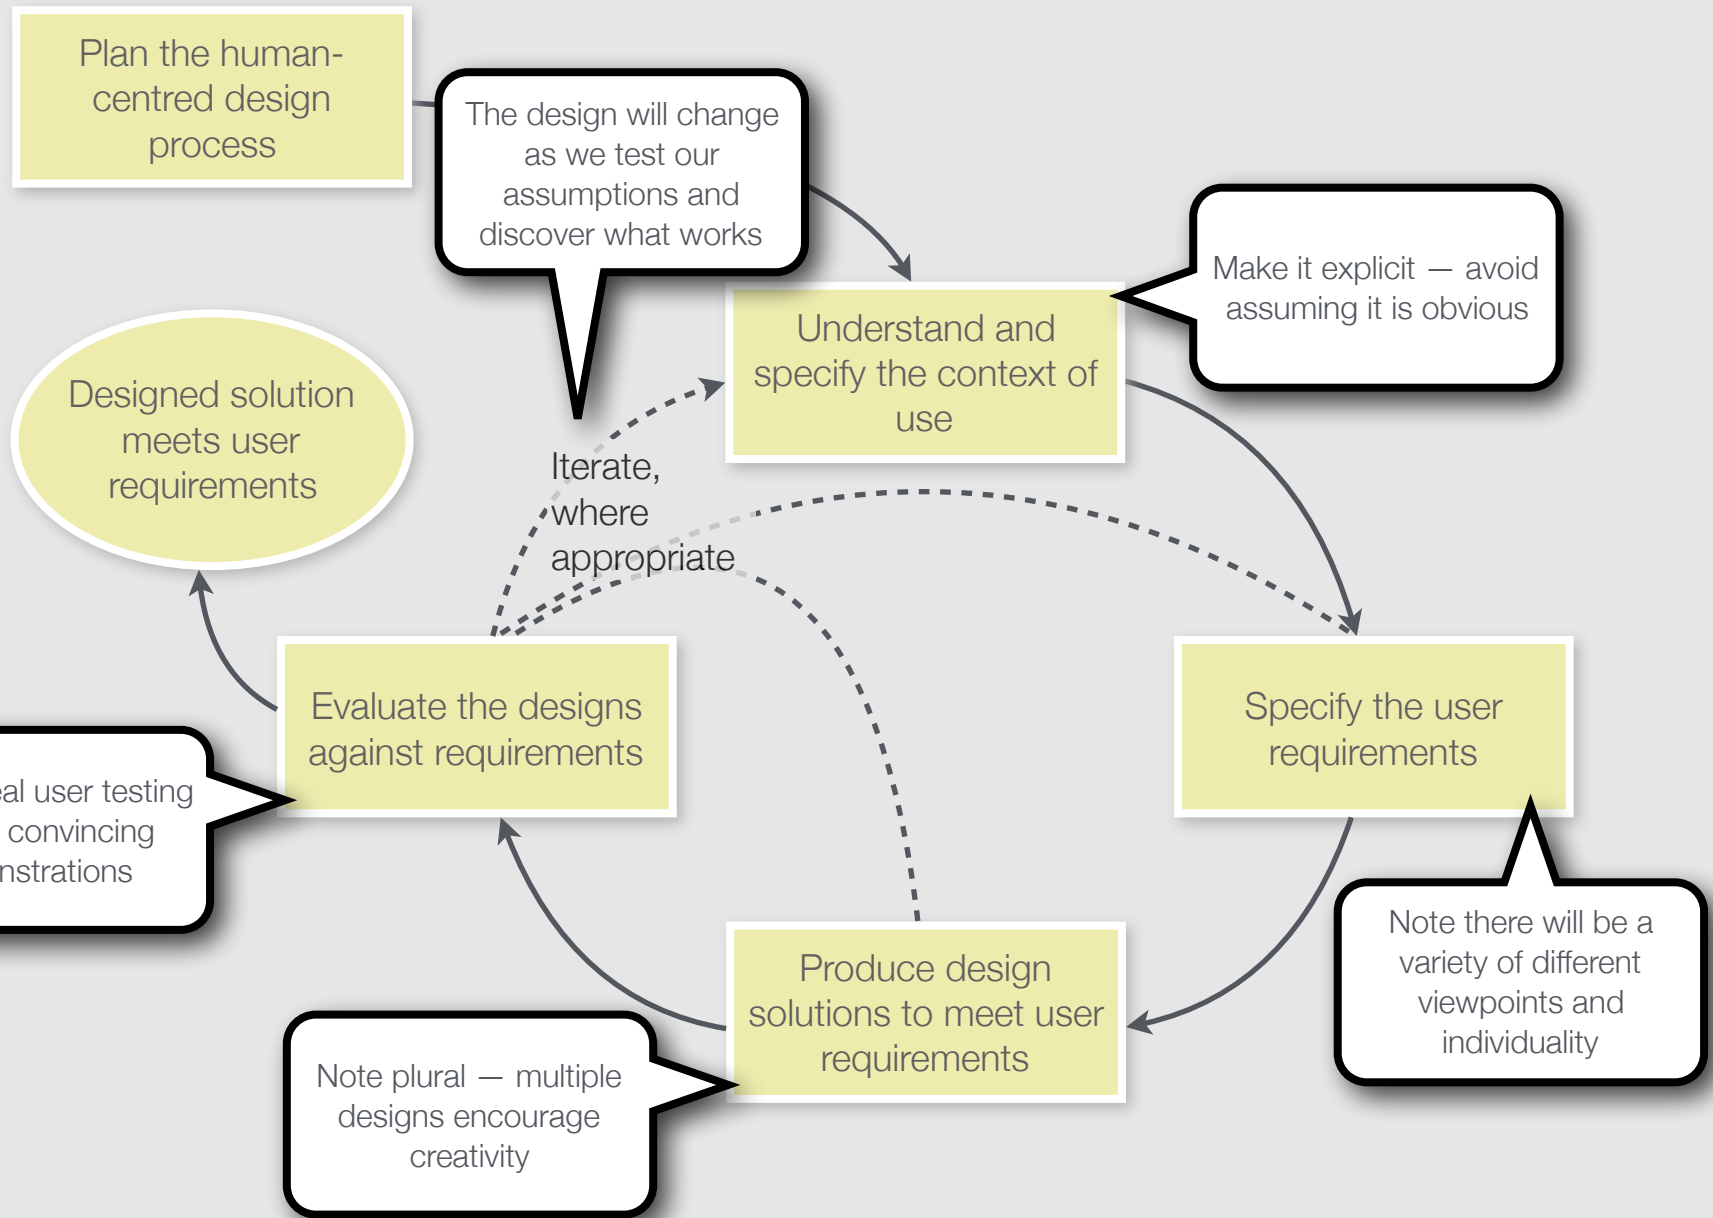 Plan the human-
centred design
process
The design will change
as we test our
assumptions and
discover what works
Make it explicit — avoid
assuming it is obvious
Understand and
specify the context of
use
Designed solution
meets user
requirements
Iterate,
where
appropriate
Evaluate the designs
against requirements
Specify the user
requirements
user testing
convincing
Produce design
solutions to meet user
requirements
Note there will be a
variety of different
viewpoints and
individuality
Note plural — multiple
designs encourage
creativity